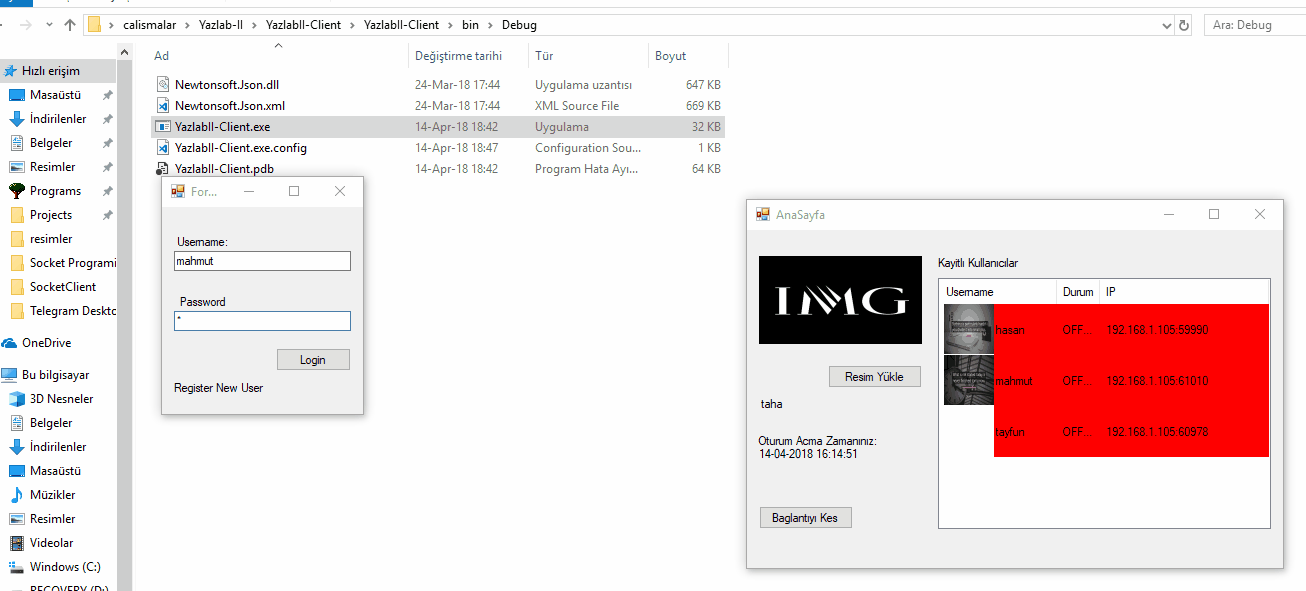 calismalar > Yazlab-II > YazlabII-Client > YazlabII-Client > bin > Debug
Ara: Debug
Ad Değiştirme tarihi Tür Boyut
Hızlı erişim
Masaüstü
İndirilenler
Belgeler
Resimler
Programs
Projects
resimler
Socket Programi
SocketClient
Telegram Deskto
OneDrive
Bu bilgisayar
3D Nesneler
Belgeler
İndirilenler
Masaüstü
Müzikler
Resimler
Videolar
Windows (C:)
RECOVERY (D:)
Newtonsoft.Json.dll 24-Mar-18 17:44 Uygulama uzantısı 647 KB
Newtonsoft.Json.xml 24-Mar-18 17:44 XML Source File 669 KB
YazlabII-Client.exe 14-Apr-18 18:42 Uygulama 32 KB
YazlabII-Client.exe.config 14-Apr-18 18:47 Configuration Sou... 1 KB
YazlabII-Client.pdb 14-Apr-18 18:42 Program Hata Ayı... 64 KB
For...
Username:
mahmut
Password
*
Login
Register New User
AnaSayfa
IMG
Resim Yükle
taha
Oturum Acma Zamanınız:
14-04-2018 16:14:51
Baglantıyı Kes
Kayitlı Kullanıcılar
Username Durum IP
hasan OFF... 192.168.1.105:59990
mahmut OFF... 192.168.1.105:61010
tayfun OFF... 192.168.1.105:60978